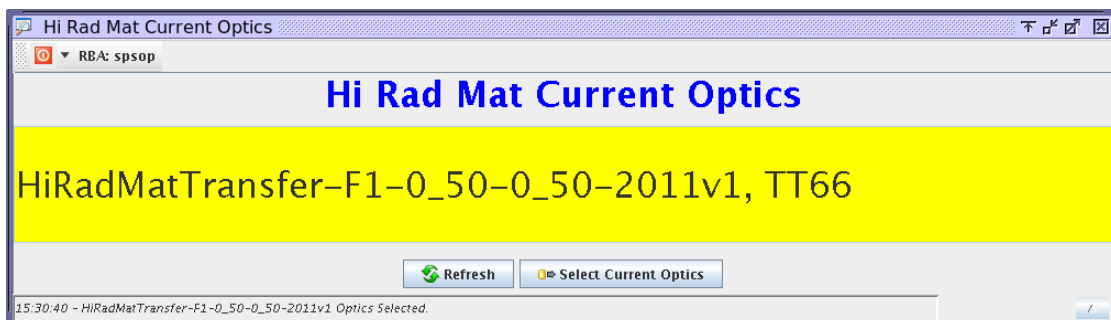 Hi Rad Mat Current Optics
RBA: spsop
Hi Rad Mat Current Optics
HiRadMatTransfer-F1-0_50-0_50-2011v1, TT66
Refresh
Select Current Optics
15:30:40 - HiRadMatTransfer-F1-0_50-0_50-2011v1 Optics Selected.